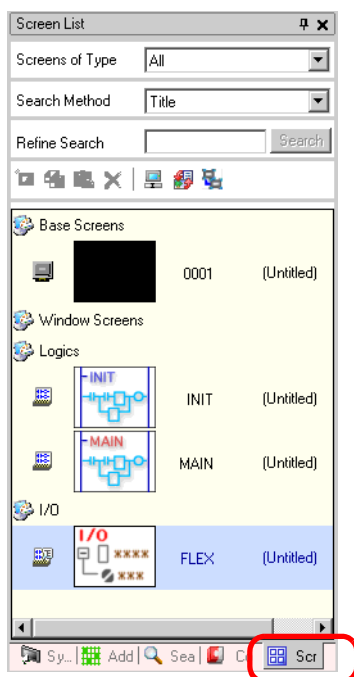 Screen List
Screens of Type All
Search Method Title
Refine Search Search
Base Screens
0001 (Untitled)
Window Screens
Logics
INIT
INIT (Untitled)
MAIN
MAIN (Untitled)
I/O
I/O
****
***
FLEX (Untitled)
Sy... Add Sea C Scr